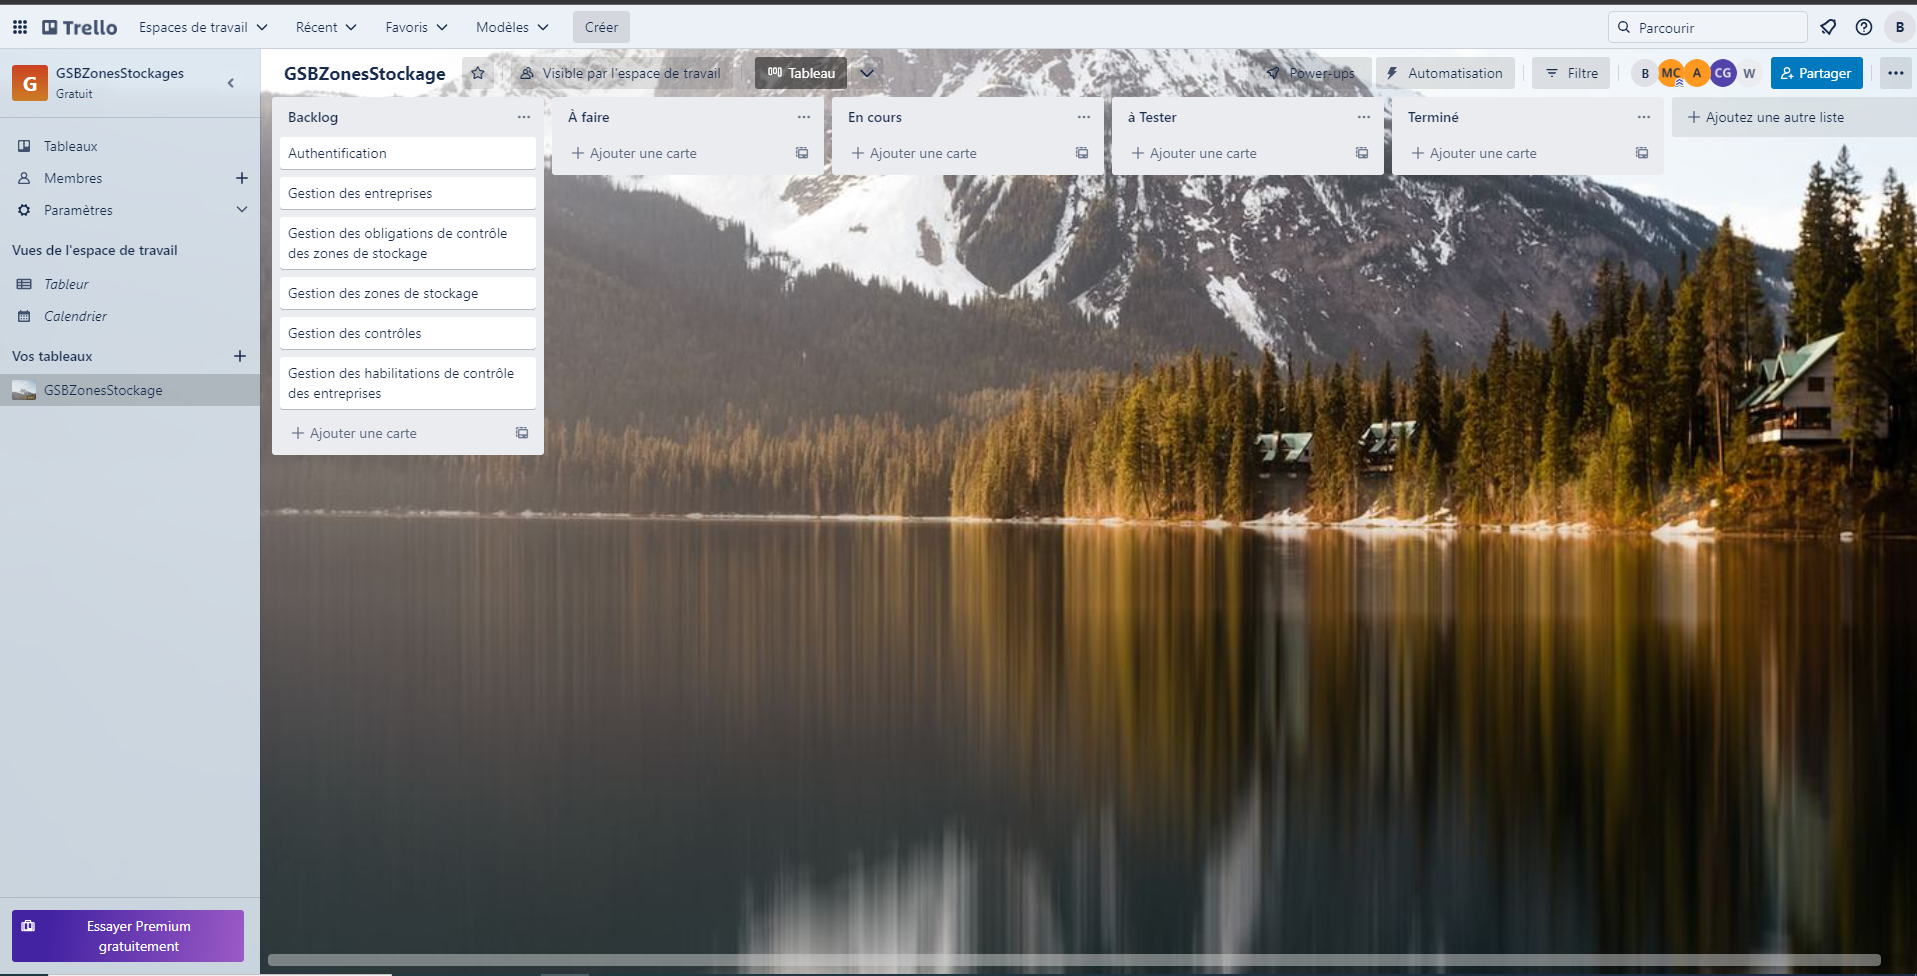 Trello
Espaces de travail
Récent
Favoris
Modèles
Créer
Parcourir
B
G
GSBZonesStockages
Gratuit
Tableaux
Membres
Paramètres
Vues de l'espace de travail
Tableur
Calendrier
Vos tableaux
GSBZonesStockage
Essayer Premium
gratuitement
GSBZonesStockage
Visible par l'espace de travail
Tableau
Power-ups
Automatisation
Filtre
B
MC
A
CG
W
Partager
Backlog
Authentification
Gestion des entreprises
Gestion des obligations de contrôle
des zones de stockage
Gestion des zones de stockage
Gestion des contrôles
Gestion des habilitations de contrôle
des entreprises
Ajouter une carte
À faire
Ajouter une carte
En cours
Ajouter une carte
à Tester
Ajouter une carte
Terminé
Ajouter une carte
Ajoutez une autre liste